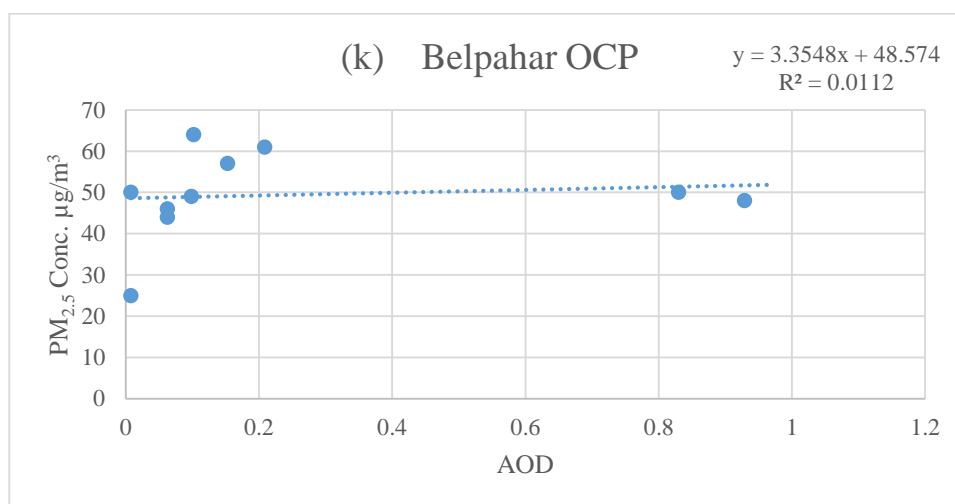 (k) Belpahar OCP
y = 3.3548x + 48.574
R² = 0.0112
PM2.5 Conc. µg/m³
70
60
50
40
30
20
10
0
0 0.2 0.4 0.6 0.8 1 1.2
AOD